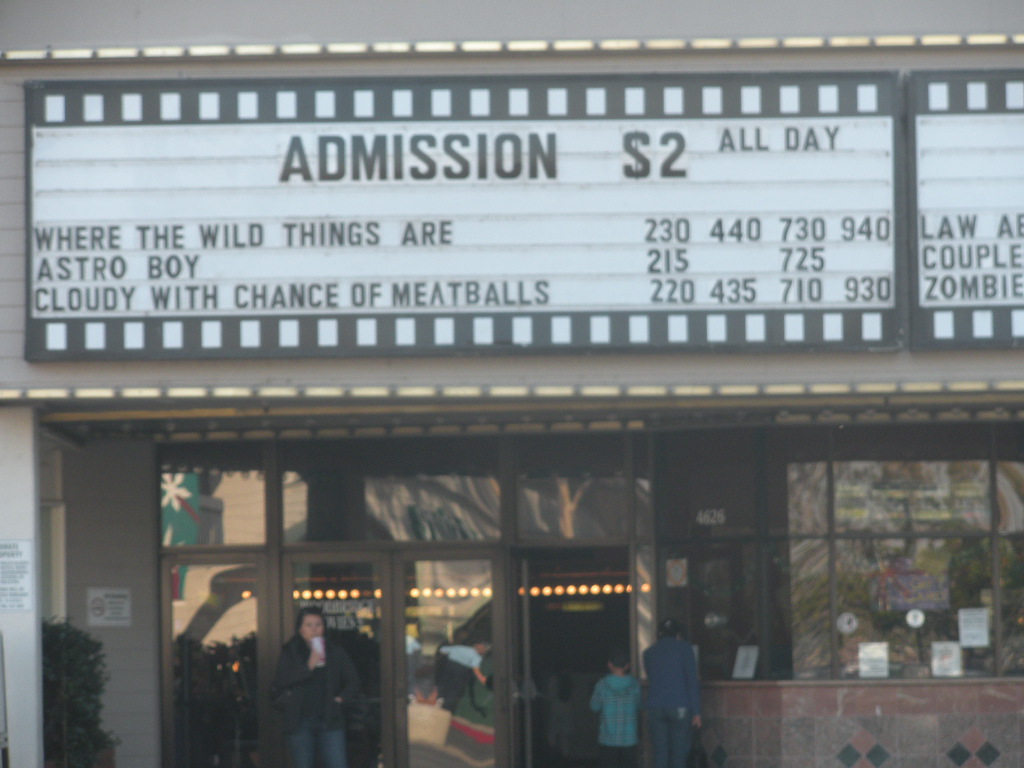 ADMISSION $2 ALL DAY
WHERE THE WILD THINGS ARE 230 440 730 940
ASTRO BOY 215 725
CLOUDY WITH CHANCE OF MEATBALLS 220 435 710 930
LAW AB
COUPLE
ZOMBIE
4626